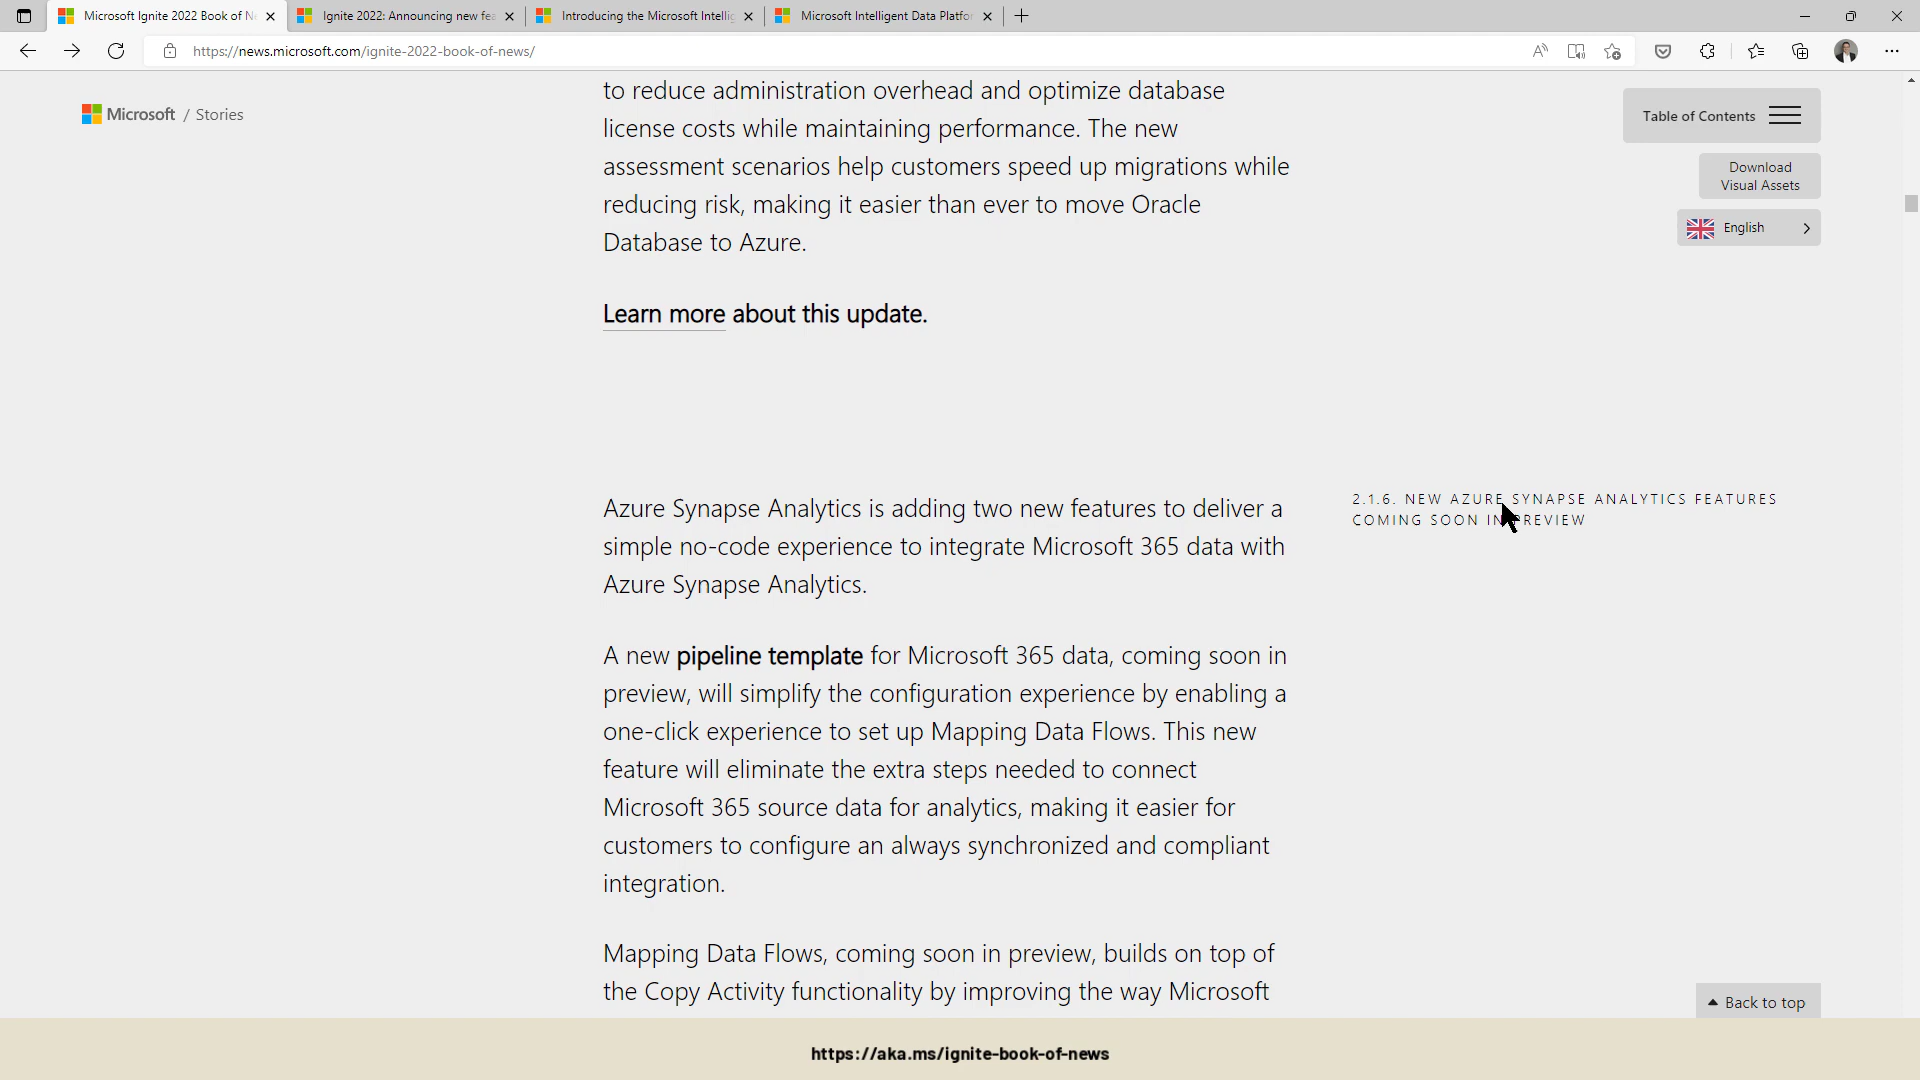 Microsoft Ignite 2022 Book of Ne
Ignite 2022: Announcing new fea
Introducing the Microsoft Intellig
Microsoft Intelligent Data Platfor
https://news.microsoft.com/ignite-2022-book-of-news/
Microsoft / Stories
Table of Contents
Download
Visual Assets
English
to reduce administration overhead and optimize database
license costs while maintaining performance. The new
assessment scenarios help customers speed up migrations while
reducing risk, making it easier than ever to move Oracle
Database to Azure.
Learn more about this update.
Azure Synapse Analytics is adding two new features to deliver a
simple no-code experience to integrate Microsoft 365 data with
Azure Synapse Analytics.
2.1.6. NEW AZURE SYNAPSE ANALYTICS FEATURES
COMING SOON IN PREVIEW
A new pipeline template for Microsoft 365 data, coming soon in
preview, will simplify the configuration experience by enabling a
one-click experience to set up Mapping Data Flows. This new
feature will eliminate the extra steps needed to connect
Microsoft 365 source data for analytics, making it easier for
customers to configure an always synchronized and compliant
integration.
Mapping Data Flows, coming soon in preview, builds on top of
the Copy Activity functionality by improving the way Microsoft
Back to top
https://aka.ms/ignite-book-of-news